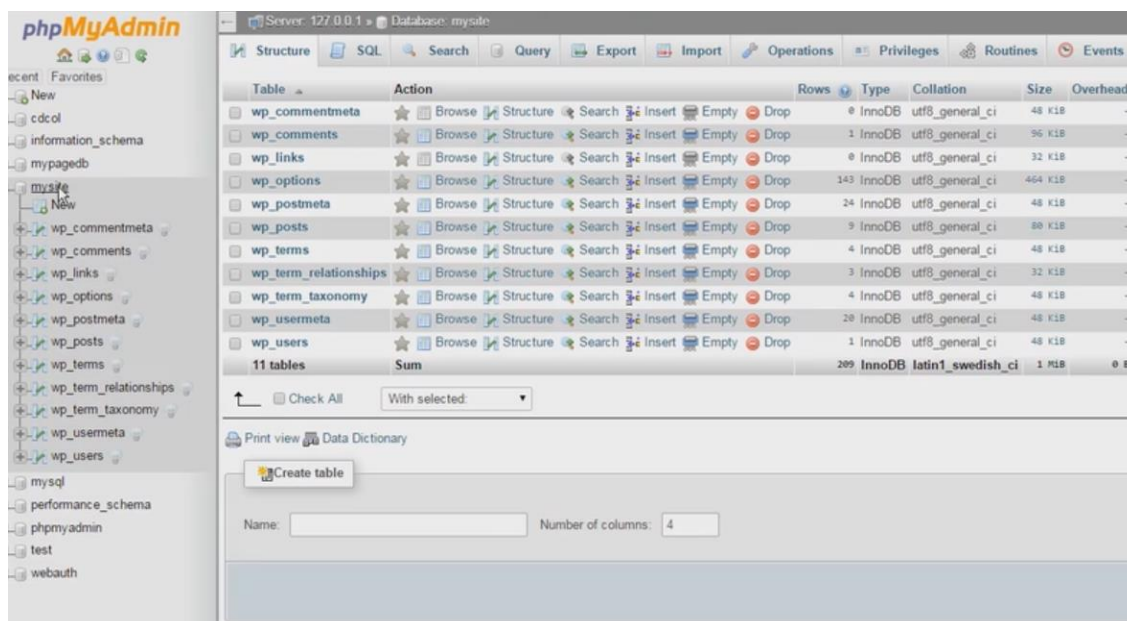 phpMyAdmin
ecent Favorites
New
cdcol
information_schema
mypagedb
mysite
New
wp_commentmeta
wp_comments
wp_links
wp_options
wp_postmeta
wp_posts
wp_terms
wp_term_relationships
wp_term_taxonomy
wp_usermeta
wp_users
mysql
performance_schema
phpmyadmin
test
webauth
Server: 127.0.0.1 » Database: mysite
Structure SQL Search Query Export Import Operations Privileges Routines Events
Table Action Rows Type Collation Size Overhead
wp_commentmeta Browse Structure Search Insert Empty Drop 0 InnoDB utf8_general_ci 48 KiB -
wp_comments Browse Structure Search Insert Empty Drop 1 InnoDB utf8_general_ci 96 KiB -
wp_links Browse Structure Search Insert Empty Drop 0 InnoDB utf8_general_ci 32 KiB -
wp_options Browse Structure Search Insert Empty Drop 143 InnoDB utf8_general_ci 464 KiB -
wp_postmeta Browse Structure Search Insert Empty Drop 24 InnoDB utf8_general_ci 48 KiB -
wp_posts Browse Structure Search Insert Empty Drop 9 InnoDB utf8_general_ci 80 KiB -
wp_terms Browse Structure Search Insert Empty Drop 4 InnoDB utf8_general_ci 48 KiB -
wp_term_relationships Browse Structure Search Insert Empty Drop 3 InnoDB utf8_general_ci 32 KiB -
wp_term_taxonomy Browse Structure Search Insert Empty Drop 4 InnoDB utf8_general_ci 48 KiB -
wp_usermeta Browse Structure Search Insert Empty Drop 20 InnoDB utf8_general_ci 48 KiB -
wp_users Browse Structure Search Insert Empty Drop 1 InnoDB utf8_general_ci 48 KiB -
11 tables Sum 209 InnoDB latin1_swedish_ci 1 MiB 0 B
Check All With selected:
Print view Data Dictionary
Create table
Name: Number of columns: 4